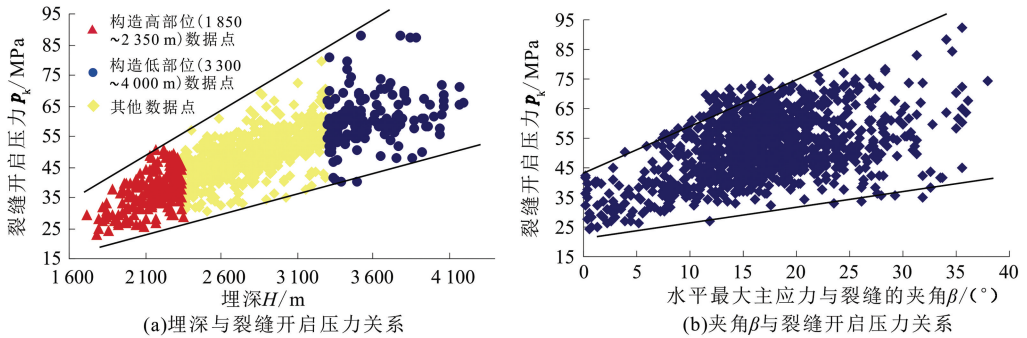 95
85
75
65
55
45
35
25
15
裂缝开启压力 pk/MPa
构造高部位(1 850
~2 350 m)数据点
构造低部位(3 300
~4 000 m)数据点
其他数据点
1 600 2 100 2 600 3 100 3 600 4 100
埋深H/m
(a)埋深与裂缝开启压力关系
95
85
75
65
55
45
35
25
15
裂缝开启压力 pk/MPa
0 5 10 15 20 25 30 35 40
水平最大主应力与裂缝的夹角β/(°)
(b)夹角β与裂缝开启压力关系